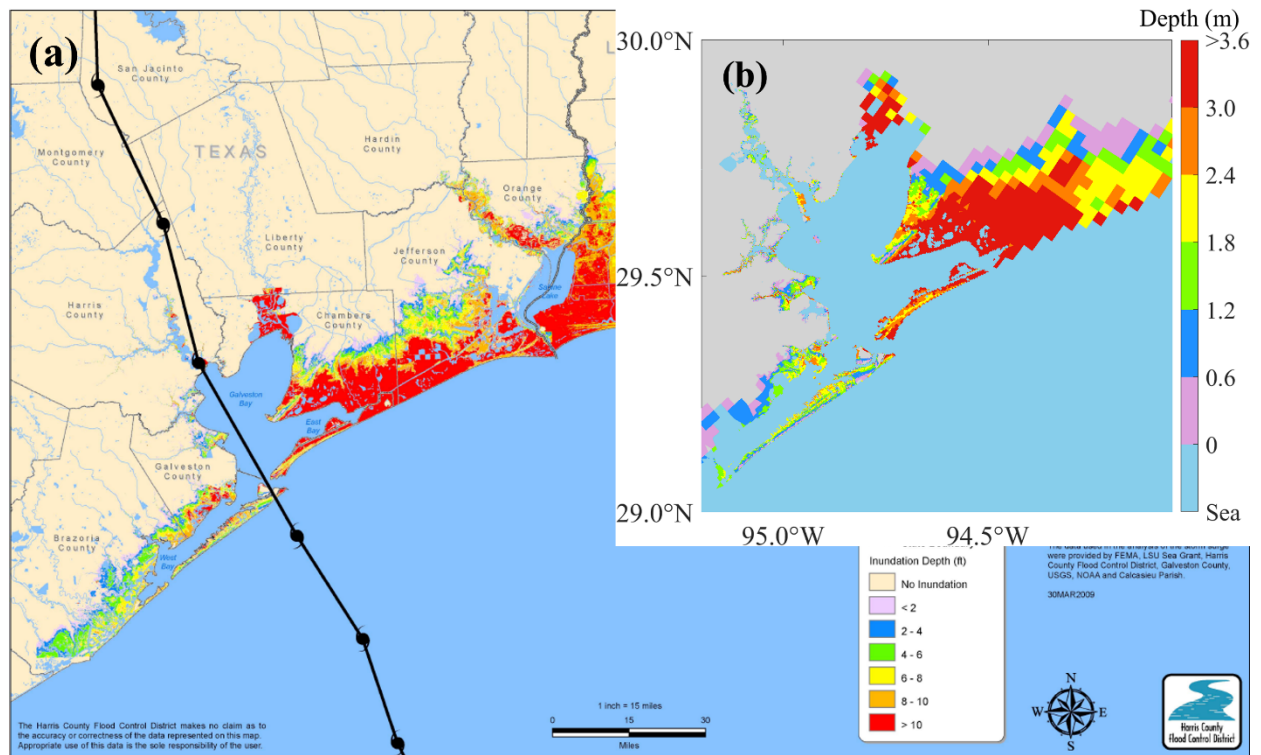 (a)
San Jacinto
County
Montgomery
County
TEXAS
Hardin
County
Orange
County
Liberty
County
Jefferson
County
Harris
County
Chambers
County
Sabine
Lake
Galveston
Bay
East
Bay
Galveston
County
Brazoria
County
West
Bay
L
The Harris County Flood Control District makes no claim as to
the accuracy or correctness of the data represented on this map.
Appropriate use of this data is the sole responsibility of the user.
1 inch = 15 miles
0 15 30
Miles
(b)
Depth (m)
30.0°N
29.5°N
29.0°N
95.0°W 94.5°W
>3.6
3.0
2.4
1.8
1.2
0.6
0
Sea
Inundation Depth (ft)
No Inundation
< 2
2 - 4
4 - 6
6 - 8
8 - 10
> 10
were provided by FEMA, LSU Sea Grant, Harris
County Flood Control District, Galveston County,
USGS, NOAA and Calcasieu Parish.
30MAR2009
N
W E
S
Harris County
Flood Control District